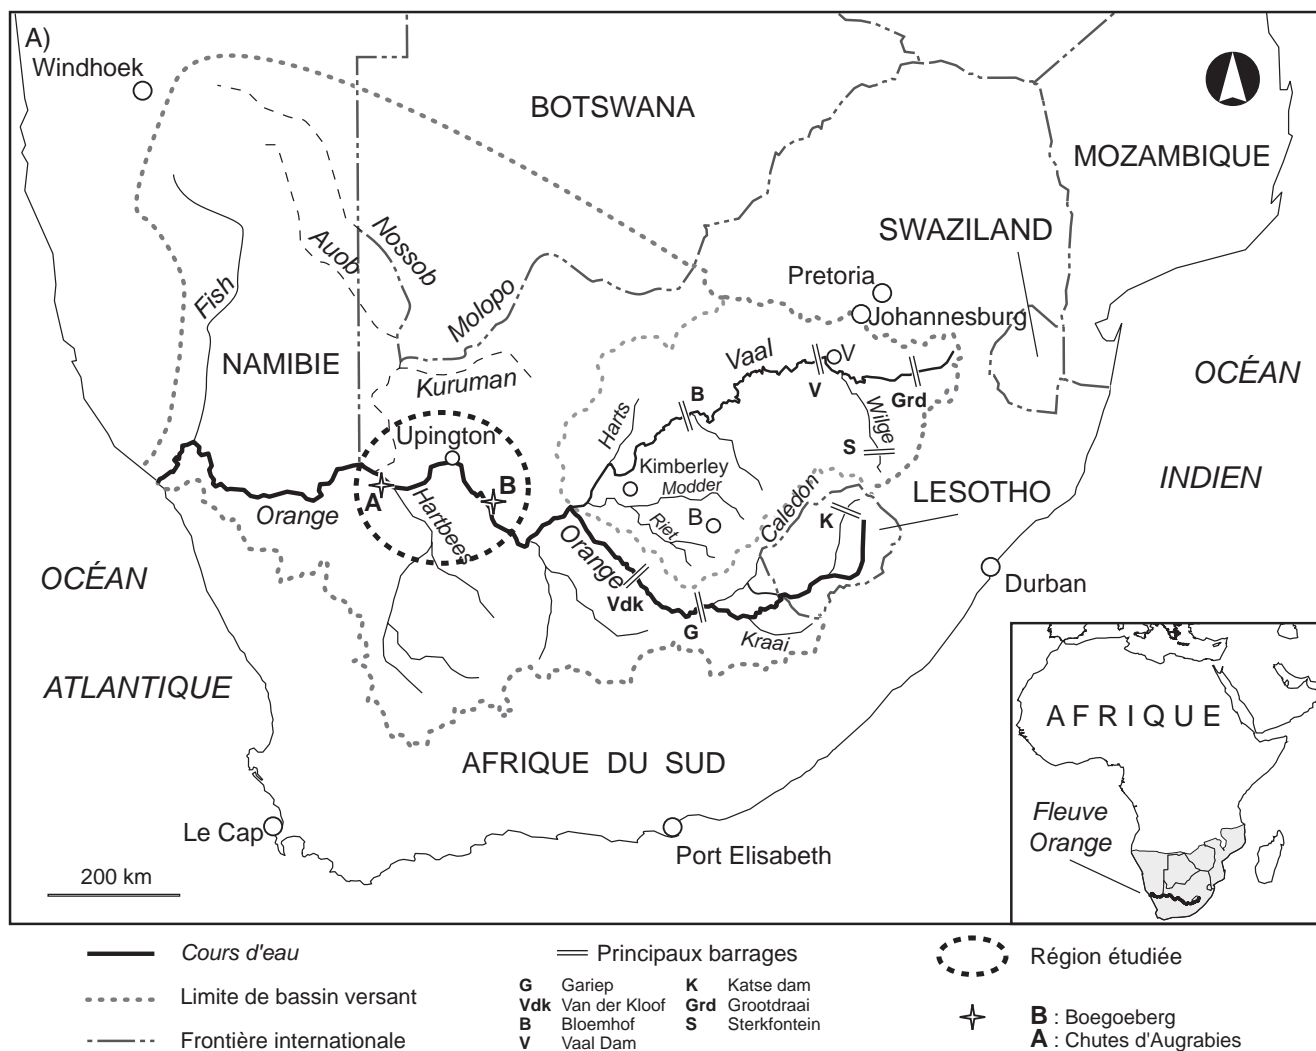 A)
Windhoek
BOTSWANA
MOZAMBIQUE
SWAZILAND
Nossob
Auob
Fish
Molopo
Pretoria
Johannesburg
NAMIBIE
Kuruman
Vaal
V
V
Grd
OCÉAN
INDIEN
B
Harts
Wilge
S
Upington
Kimberley
Modder
B
A
B
Hartbees
Orange
Orange
Riet
Caledon
K
LESOTHO
Vdk
G
Kraai
Durban
OCÉAN
ATLANTIQUE
AFRIQUE DU SUD
Le Cap
Port Elisabeth
200 km
AFRIQUE
Fleuve
Orange
Cours d'eau
Limite de bassin versant
Frontière internationale
Principaux barrages
G Gariep
Vdk Van der Kloof
B Bloemhof
V Vaal Dam
K Katse dam
Grd Grootdraai
S Sterkfontein
Région étudiée
B : Boegoeberg
A : Chutes d'Augrabies